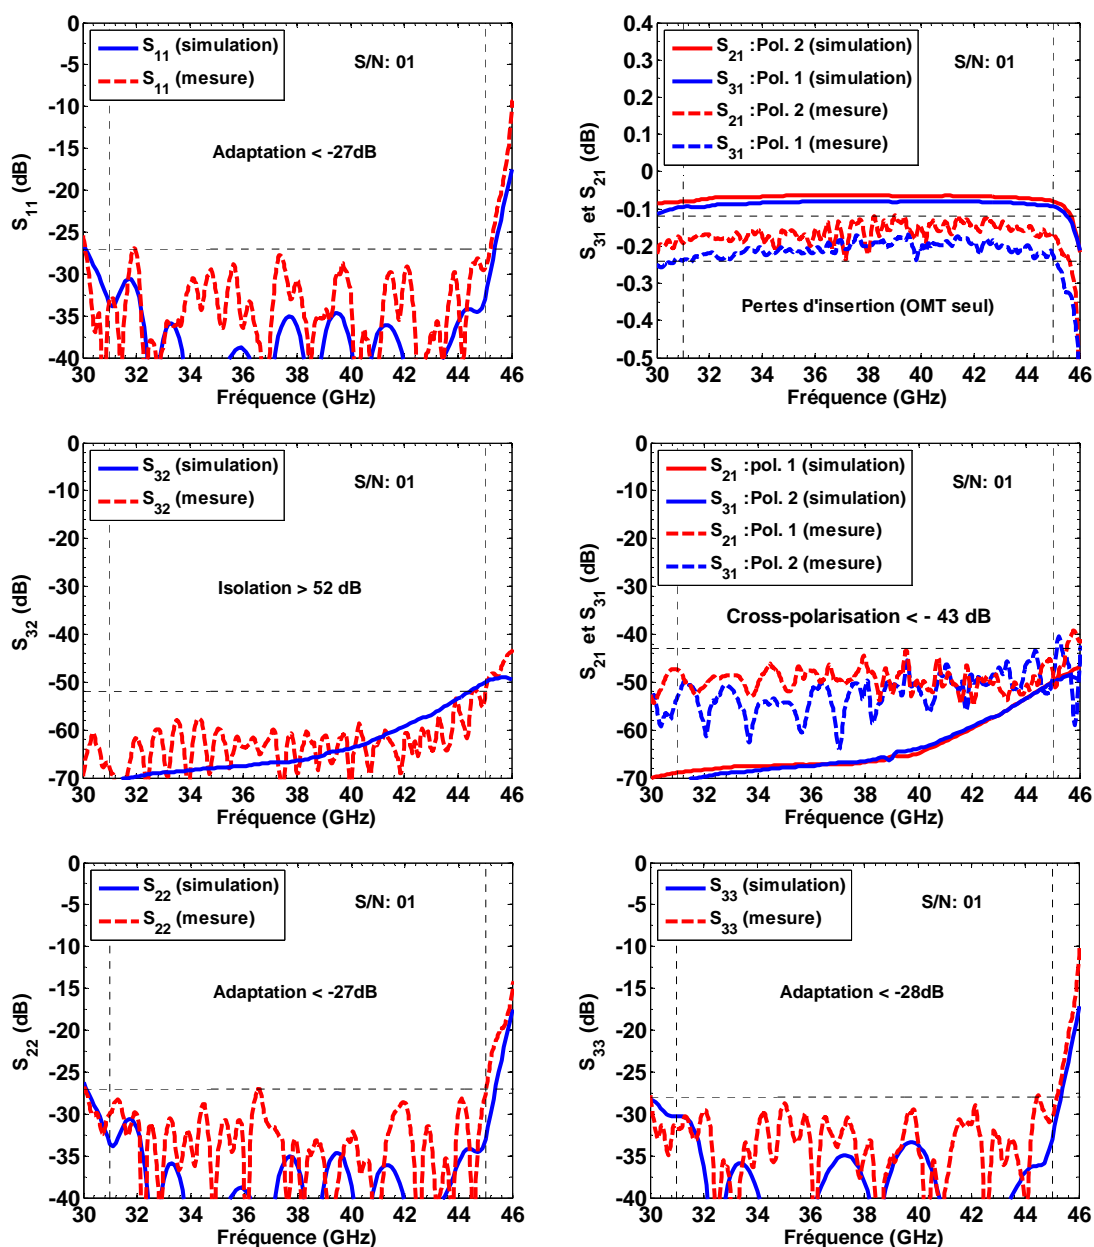 S11 (simulation)
S11 (mesure)
S/N: 01
Adaptation < -27dB
0
-5
-10
-15
-20
-25
-30
-35
-40
S11 (dB)
30 32 34 36 38 40 42 44 46
Fréquence (GHz)
S21 :Pol. 2 (simulation)
S31 :Pol. 1 (simulation)
S21 :Pol. 2 (mesure)
S31 :Pol. 1 (mesure)
S/N: 01
0.4
0.3
0.2
0.1
0
-0.1
-0.2
-0.3
-0.4
-0.5
S31 et S21 (dB)
Pertes d'insertion (OMT seul)
30 32 34 36 38 40 42 44 46
Fréquence (GHz)
S32 (simulation)
S32 (mesure)
S/N: 01
Isolation > 52 dB
0
-10
-20
-30
-40
-50
-60
-70
S32 (dB)
30 32 34 36 38 40 42 44 46
Fréquence (GHz)
S21 :pol. 1 (simulation)
S31 :Pol. 2 (simulation)
S21 :Pol. 1 (mesure)
S31 :Pol. 2 (mesure)
S/N: 01
Cross-polarisation < - 43 dB
0
-10
-20
-30
-40
-50
-60
-70
S21 et S31 (dB)
30 32 34 36 38 40 42 44 46
Fréquence (GHz)
S22 (simulation)
S22 (mesure)
S/N: 01
Adaptation < -27dB
0
-5
-10
-15
-20
-25
-30
-35
-40
S22 (dB)
30 32 34 36 38 40 42 44 46
Fréquence (GHz)
S33 (simulation)
S33 (mesure)
S/N: 01
Adaptation < -28dB
0
-5
-10
-15
-20
-25
-30
-35
-40
S33 (dB)
30 32 34 36 38 40 42 44 46
Fréquence (GHz)